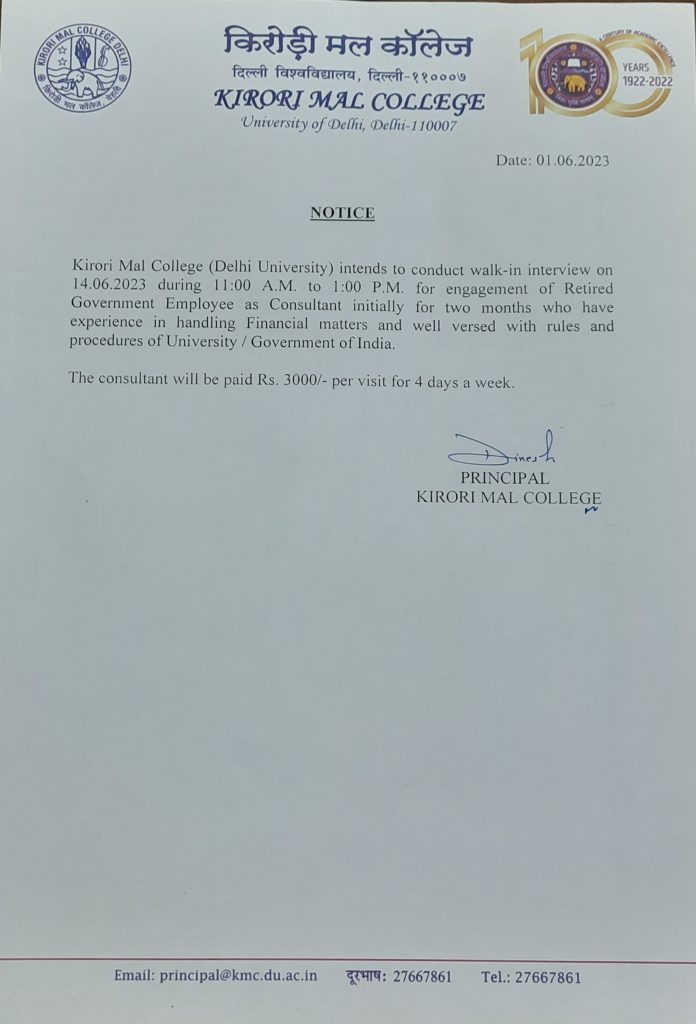 KIRORI MAL COLLEGE DELHI
किरोड़ी मल कॉलेज, देहली
किरोड़ी मल कॉलेज
दिल्ली विश्वविद्यालय, दिल्ली-११०००७
KIRORI MAL COLLEGE
University of Delhi, Delhi-110007
A CENTURY OF ACADEMIC EXCELLENCE
YEARS
1922-2022
Date: 01.06.2023
NOTICE
Kirori Mal College (Delhi University) intends to conduct walk-in interview on
14.06.2023 during 11:00 A.M. to 1:00 P.M. for engagement of Retired
Government Employee as Consultant initially for two months who have
experience in handling Financial matters and well versed with rules and
procedures of University / Government of India.
The consultant will be paid Rs. 3000/- per visit for 4 days a week.
Dinesh
PRINCIPAL
KIRORI MAL COLLEGE
Email: principal@kmc.du.ac.in दूरभाष: 27667861 Tel.: 27667861